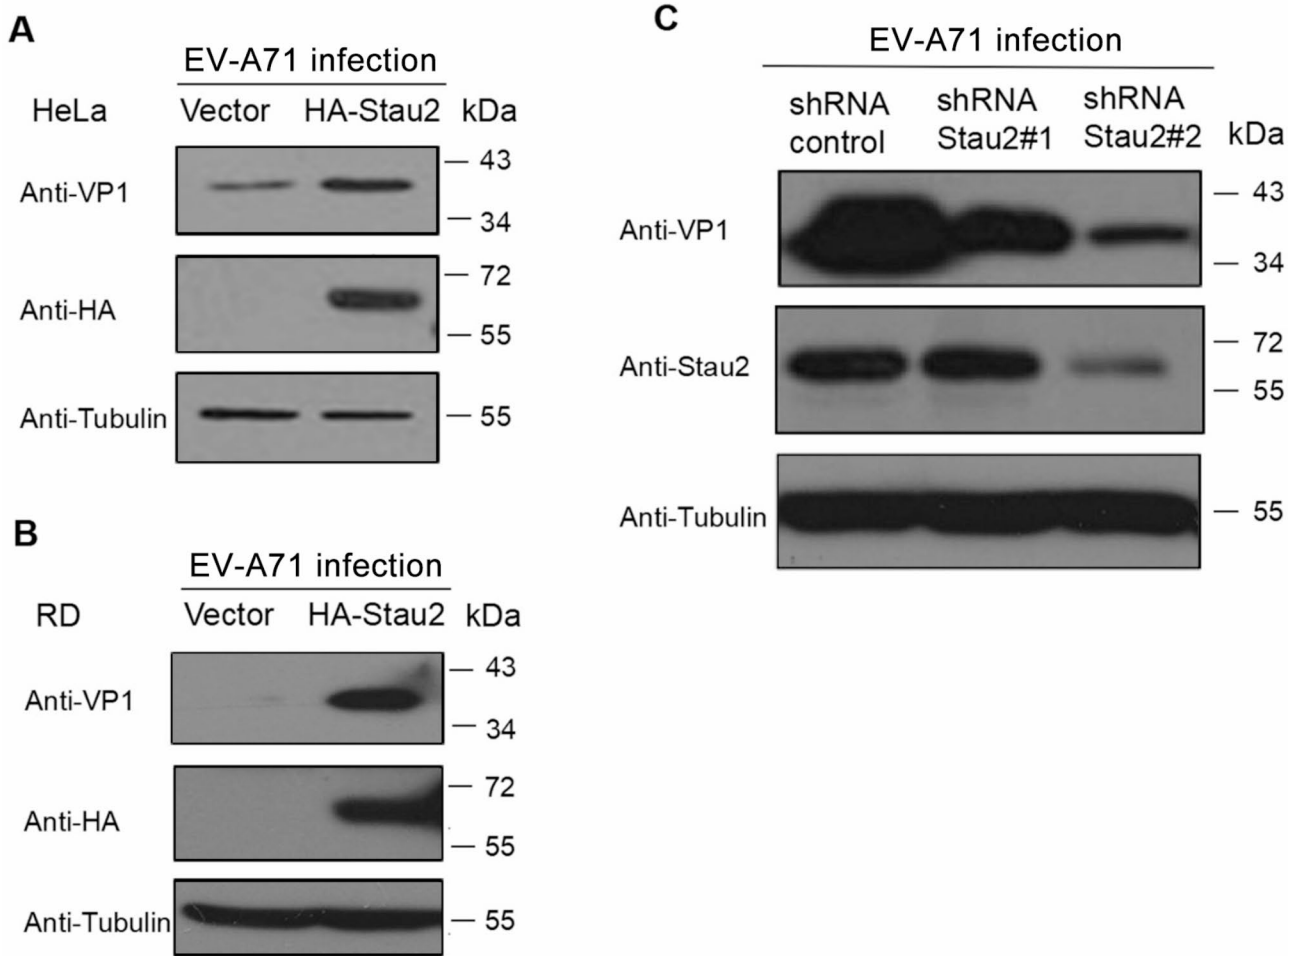 A
EV-A71 infection
HeLa Vector HA-Stau2 kDa
Anti-VP1
43
34
Anti-HA
72
55
Anti-Tubulin
55
B
EV-A71 infection
RD Vector HA-Stau2 kDa
Anti-VP1
43
34
Anti-HA
72
55
Anti-Tubulin
55
C
EV-A71 infection
shRNA control
shRNA Stau2#1
shRNA Stau2#2
kDa
Anti-VP1
43
34
Anti-Stau2
72
55
Anti-Tubulin
55